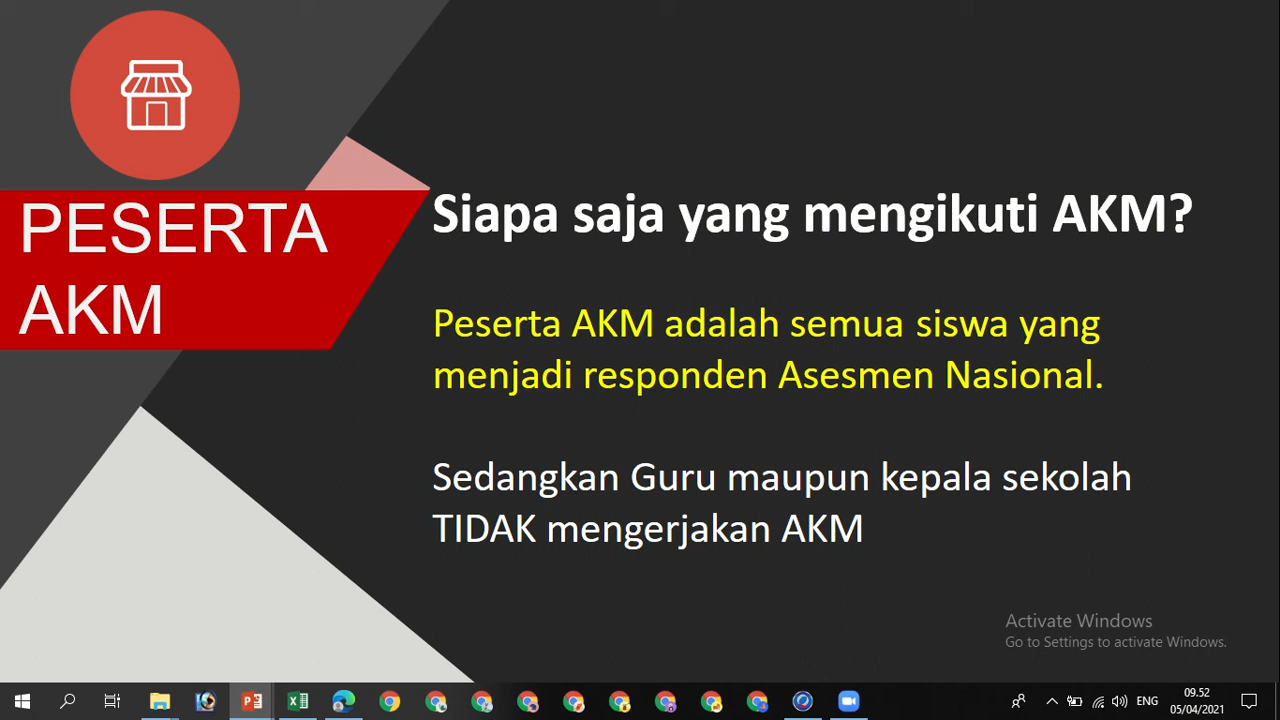 PESERTA
AKM
Siapa saja yang mengikuti AKM?
Peserta AKM adalah semua siswa yang
menjadi responden Asesmen Nasional.
Sedangkan Guru maupun kepala sekolah
TIDAK mengerjakan AKM
Activate Windows
Go to Settings to activate Windows.
ENG
09.52
05/04/2021